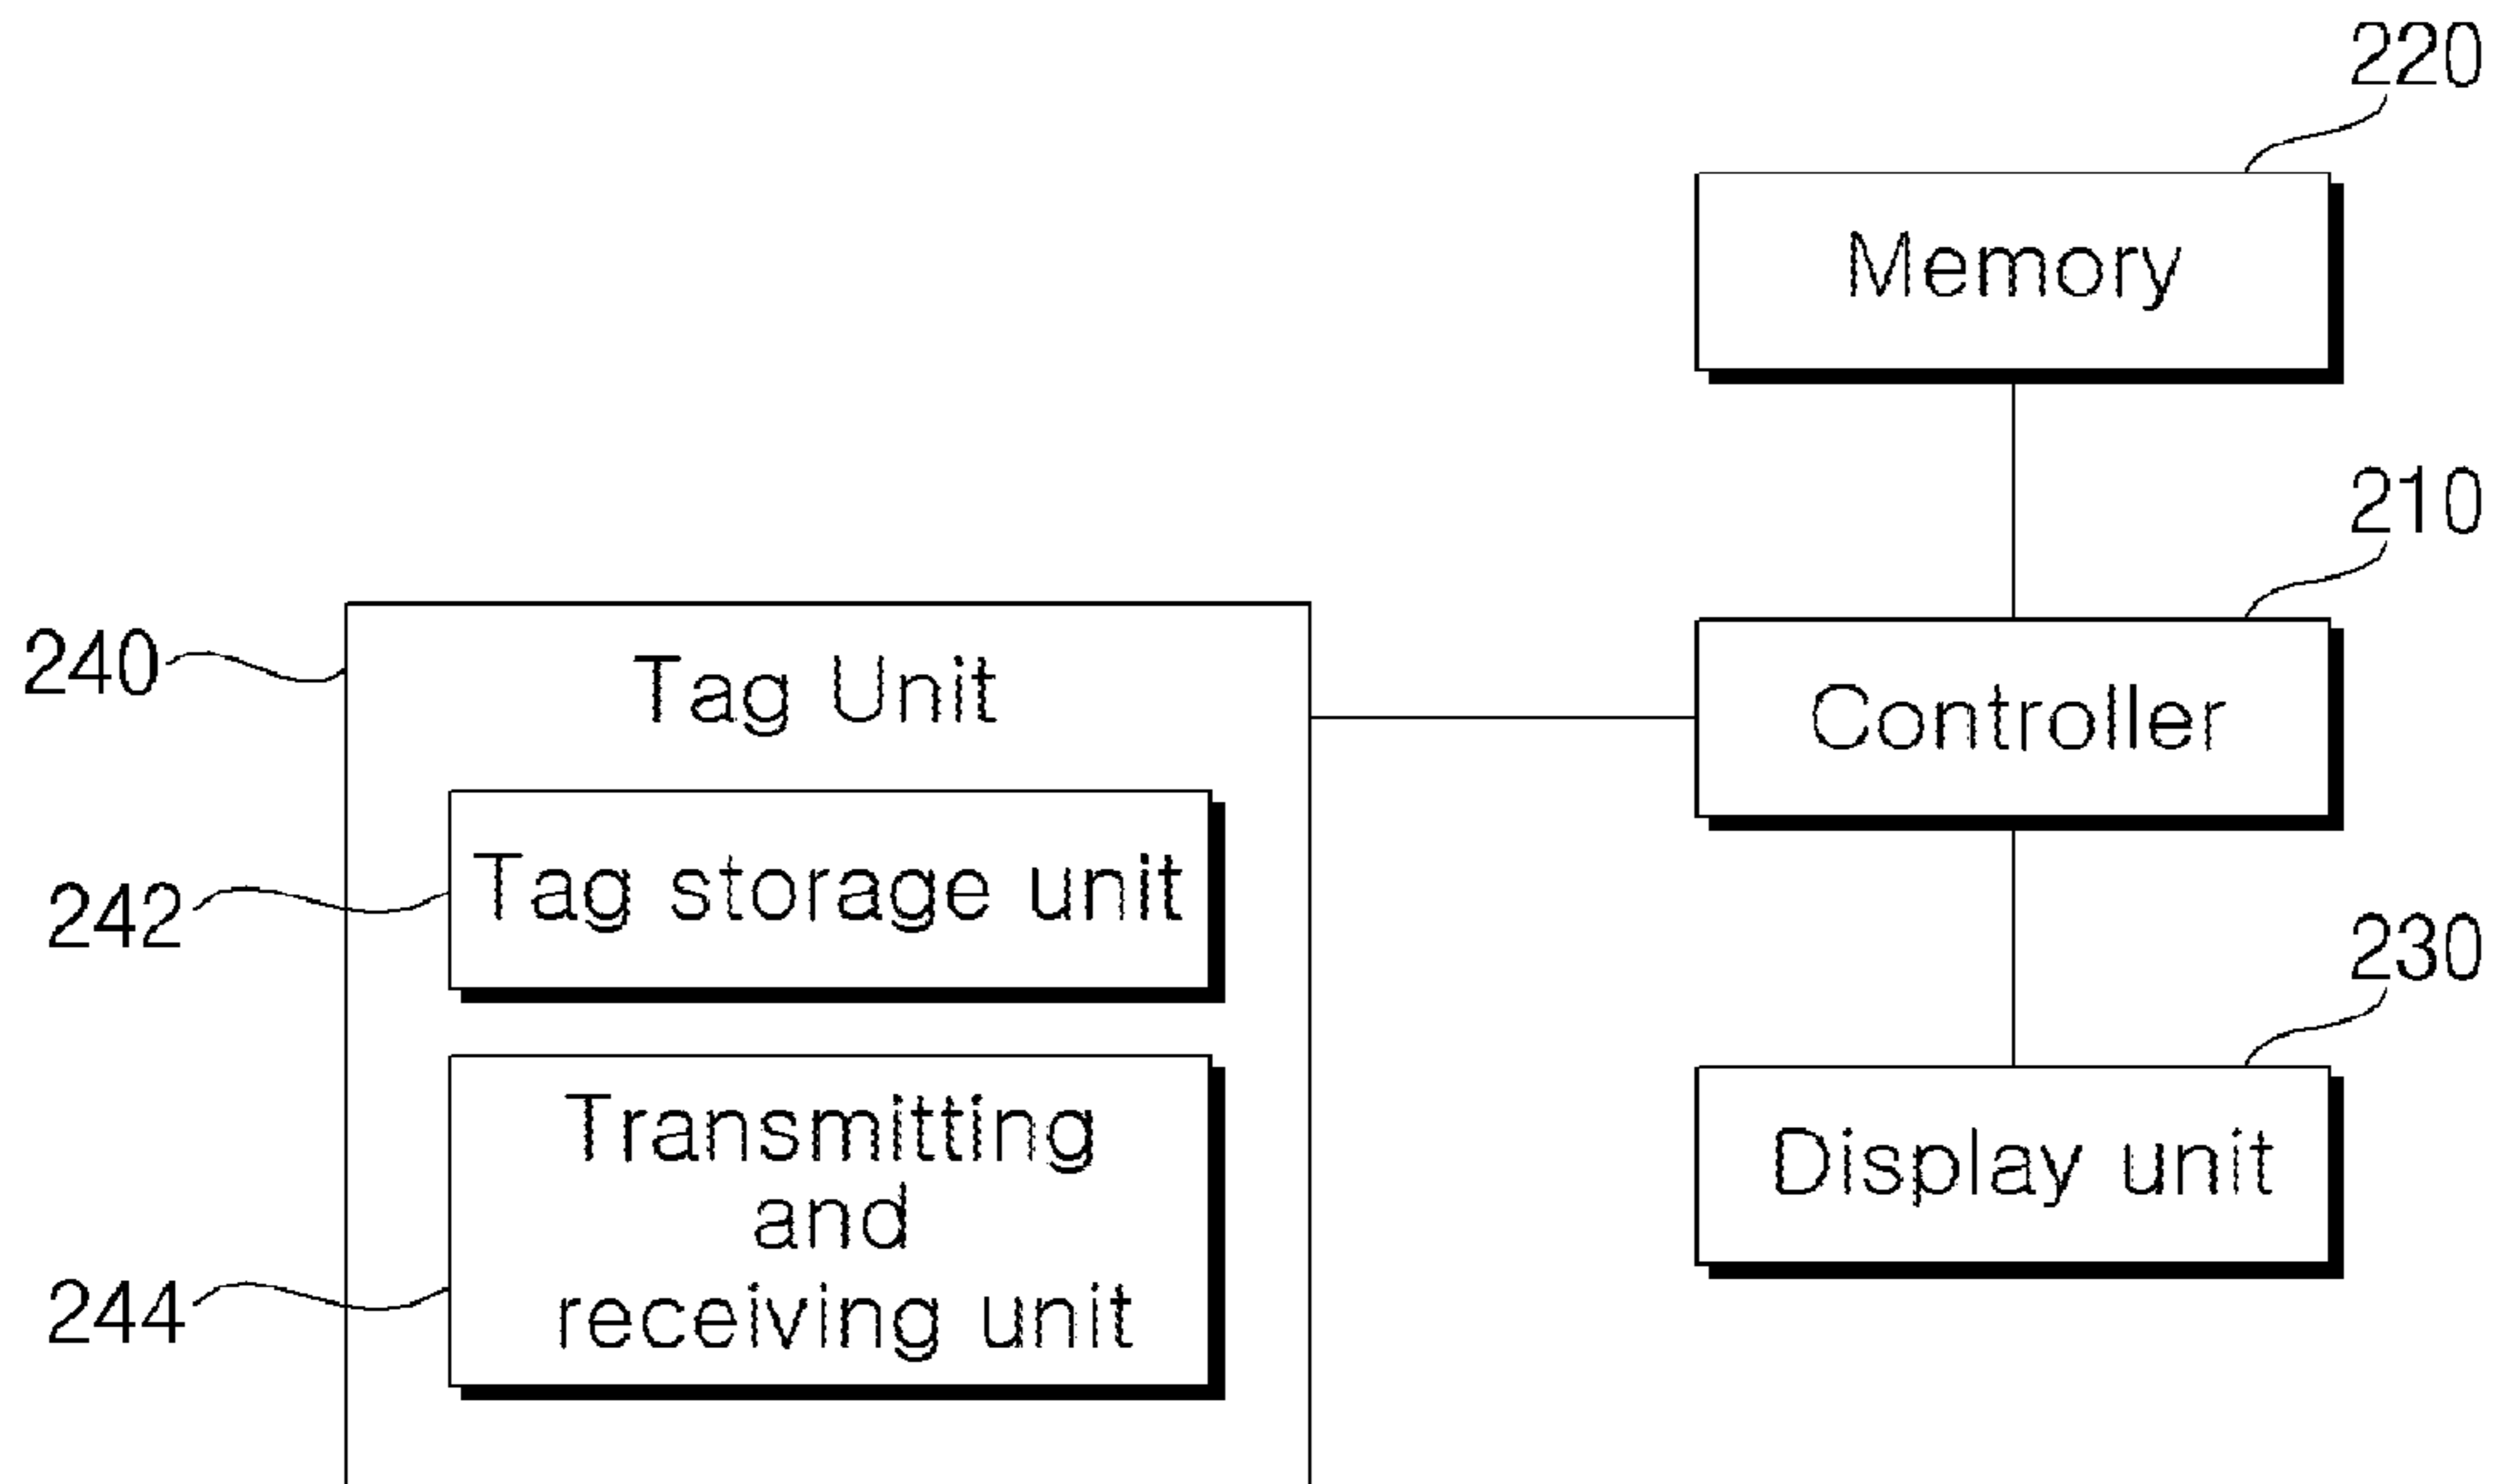 220
Memory
210
Controller
240
Tag Unit
242
Tag storage unit
230
Display unit
244
Transmitting
and
receiving unit